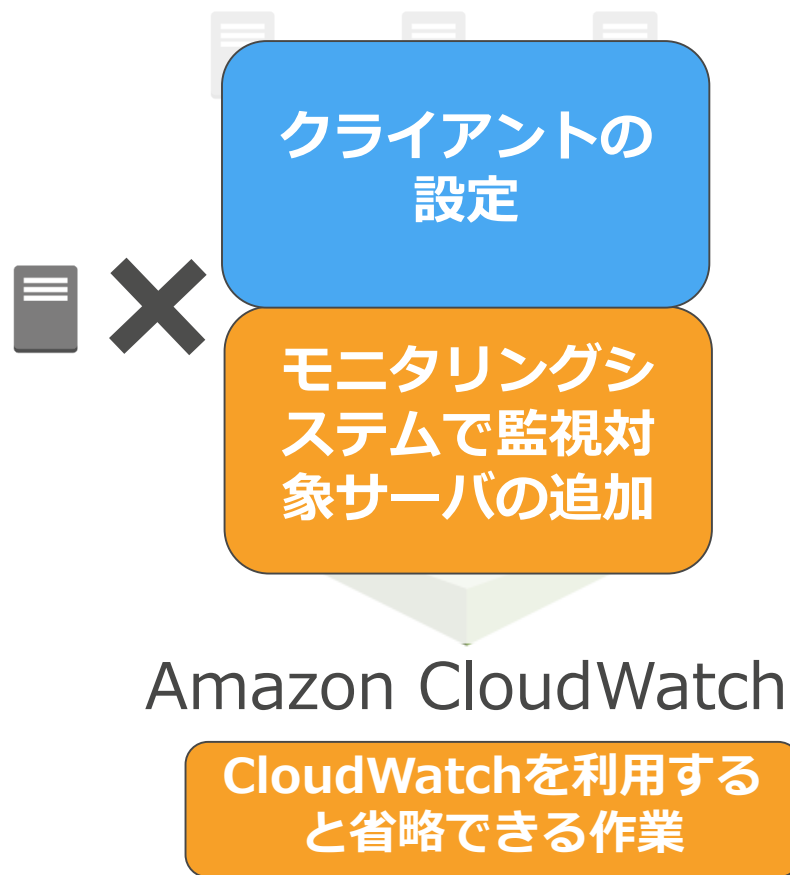 クライアントの
設定
モニタリングシ
ステムで監視対
象サーバの追加
Amazon CloudWatch
CloudWatchを利用する
と省略できる作業